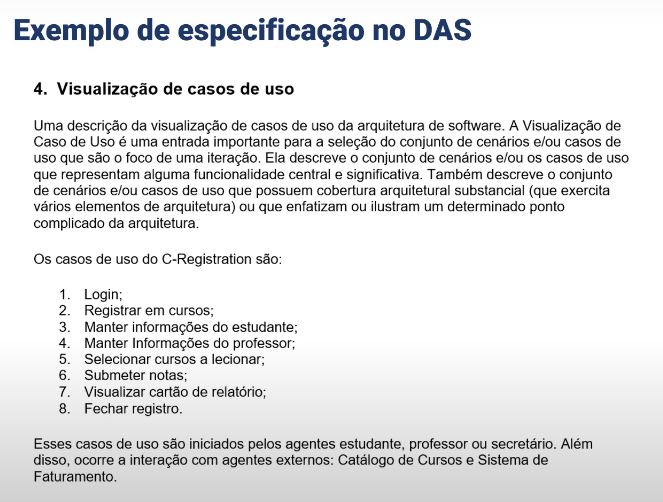 Exemplo de especificação no DAS
4. Visualização de casos de uso
Uma descrição da visualização de casos de uso da arquitetura de software. A Visualização de
Caso de Uso é uma entrada importante para a seleção do conjunto de cenários e/ou casos de
uso que são o foco de uma iteração. Ela descreve o conjunto de cenários e/ou os casos de uso
que representam alguma funcionalidade central e significativa. Também descreve o conjunto
de cenários e/ou casos de uso que possuem cobertura arquitetural substancial (que exercita
vários elementos de arquitetura) ou que enfatizam ou ilustram um determinado ponto
complicado da arquitetura.
Os casos de uso do C-Registration são:
1. Login;
2. Registrar em cursos;
3. Manter informações do estudante;
4. Manter Informações do professor;
5. Selecionar cursos a lecionar;
6. Submeter notas;
7. Visualizar cartão de relatório;
8. Fechar registro.
Esses casos de uso são iniciados pelos agentes estudante, professor ou secretário. Além
disso, ocorre a interação com agentes externos: Catálogo de Cursos e Sistema de
Faturamento.